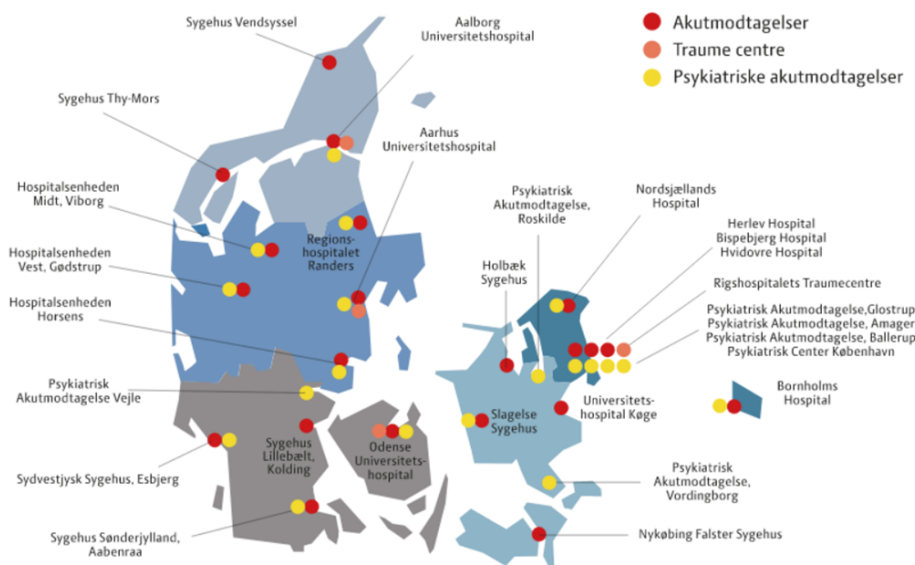 Sygehus Vendsyssel
Aalborg
Universitetshospital
Akutmodtagelser
Traume centre
Psykiatriske akutmodtagelser
Sygehus Thy-Mors
Aarhus
Universitetshospital
Hospitalsenheden
Midt, Viborg
Regions-
hospitalet
Randers
Psykiatrisk
Akutmodtagelse,
Roskilde
Nordsjællands
Hospital
Hospitalsenheden
Vest, Gødstrup
Holbæk
Sygehus
Herlev Hospital
Bispebjerg Hospital
Hvidovre Hospital
Rigshospitalets Traumecentre
Hospitalsenheden
Horsens
Psykiatrisk Akutmodtagelse,Glostrup
Psykiatrisk Akutmodtagelse, Amager
Psykiatrisk Akutmodtagelse, Ballerup
Psykiatrisk Center København
Psykiatrisk
Akutmodtagelse Vejle
Universitets-
hospital Køge
Bornholms
Hospital
Slagelse
Sygehus
Sygehus
Lillebælt,
Kolding
Odense
Universitets-
hospital
Sydvestjysk Sygehus, Esbjerg
Psykiatrisk
Akutmodtagelse,
Vordingborg
Sygehus Sønderjylland,
Aabenraa
Nykøbing Falster Sygehus